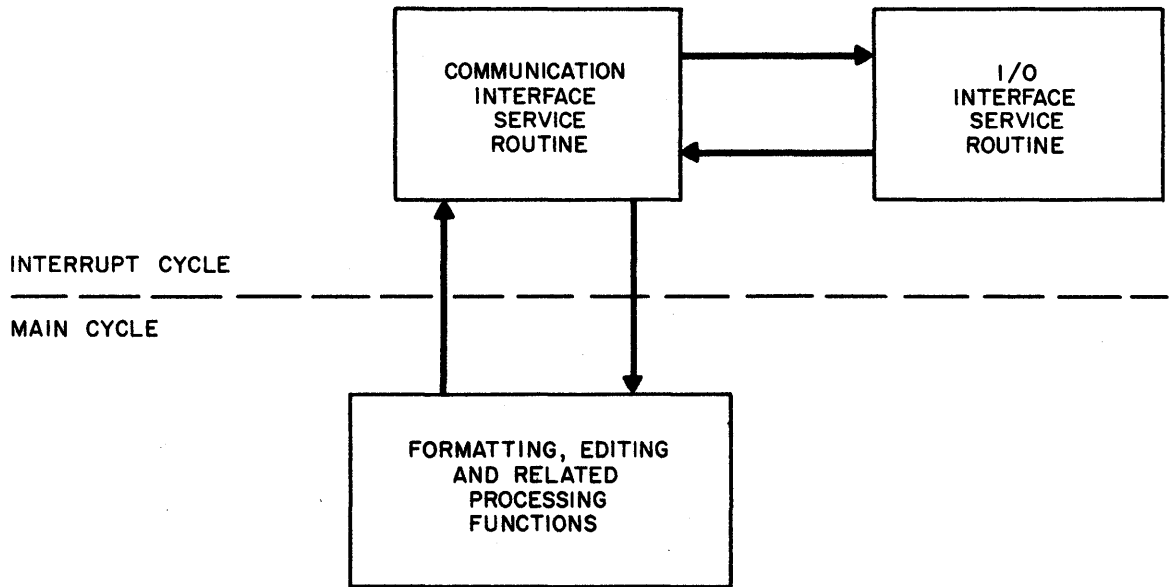 COMMUNICATION
INTERFACE
SERVICE
ROUTINE
I/O
INTERFACE
SERVICE
ROUTINE
INTERRUPT CYCLE
MAIN CYCLE
FORMATTING, EDITING
AND RELATED
PROCESSING
FUNCTIONS